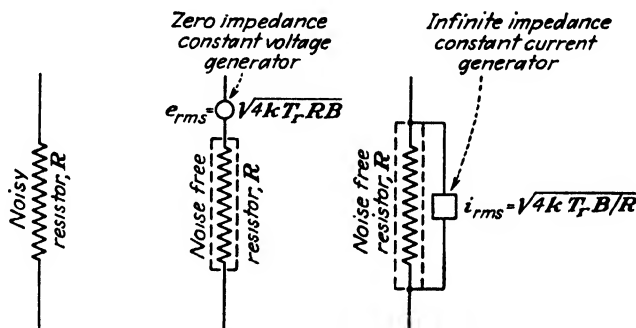 Zero impedance
constant voltage
generator
Infinite impedance
constant current
generator
e_rms = √4kT_rRB
Noisy
resistor, R
Noise free
resistor, R
Noise free
resistor, R
i_rms = √4kT_rB/R